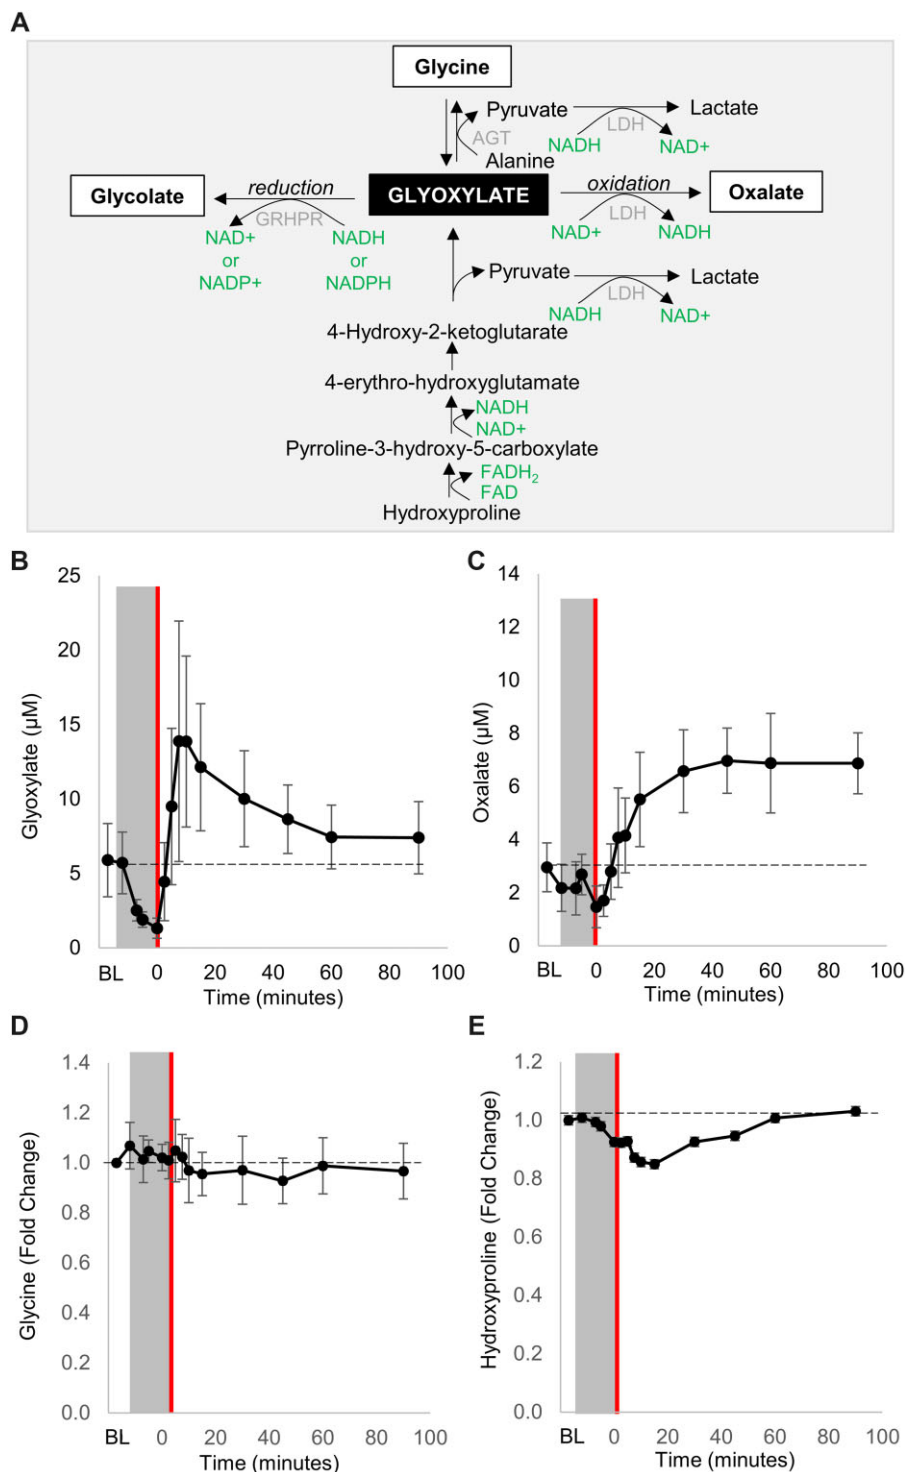 A
Glycine
Pyruvate
Lactate
AGT
LDH
NADH
NAD+
Alanine
Glycolate
reduction
GLYOXYLATE
oxidation
Oxalate
GRHPR
LDH
NAD+
or
NADP+
NADH
or
NADPH
NAD+
NADH
Pyruvate
Lactate
LDH
NADH
NAD+
4-Hydroxy-2-ketoglutarate
4-erythro-hydroxyglutamate
NADH
NAD+
Pyrroline-3-hydroxy-5-carboxylate
FADH2
FAD
Hydroxyproline
B
Glyoxylate (µM)
25
20
15
10
5
0
BL 0 20 40 60 80 100
Time (minutes)
C
Oxalate (µM)
14
12
10
8
6
4
2
0
BL 0 20 40 60 80 100
Time (minutes)
D
Glycine (Fold Change)
1.4
1.2
1.0
0.8
0.6
0.4
0.2
0.0
BL 0 20 40 60 80 100
Time (minutes)
E
Hydroxyproline (Fold Change)
1.2
1.0
0.8
0.6
0.4
0.2
0.0
BL 0 20 40 60 80 100
Time (minutes)